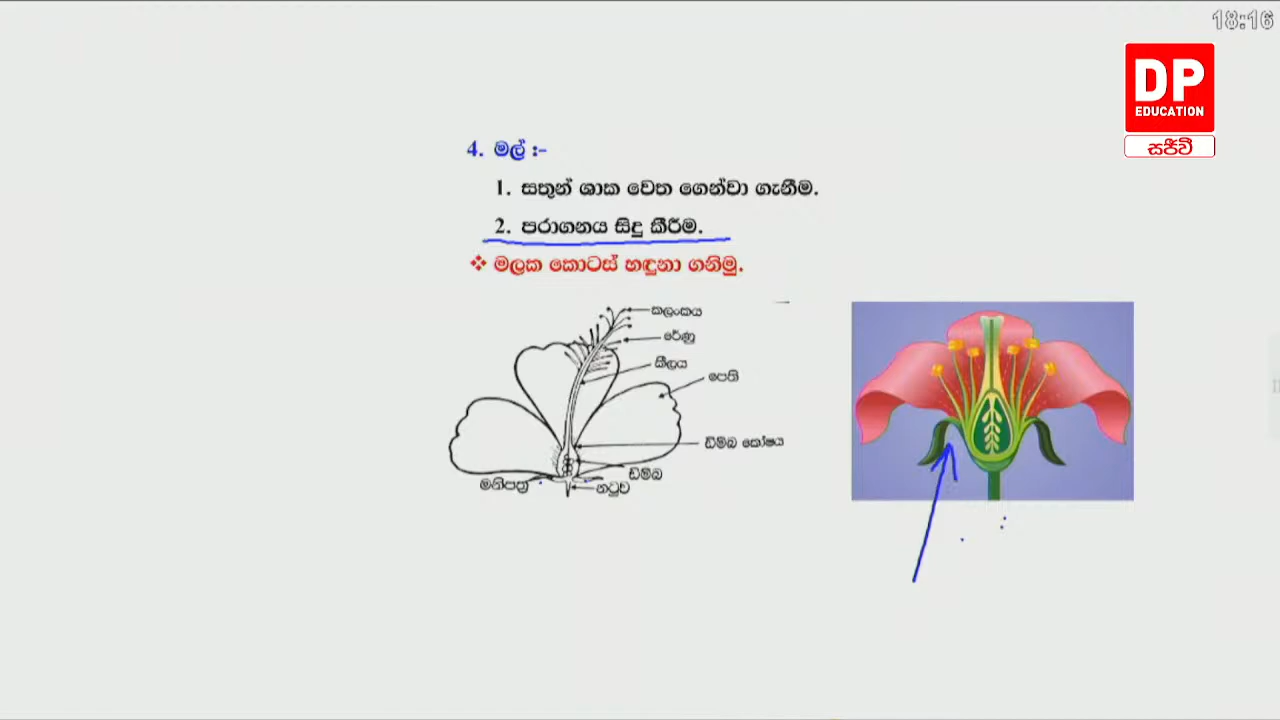 18:16
DP
EDUCATION
සජීවී
4. මල් :-
1. සතුන් ශාක වෙත ගෙන්වා ගැනීම.
2. පරාගනය සිදු කිරීම.
❖ මලක කොටස් හඳුනා ගනිමු.
කලංකය
රේණු
කීලය
පෙති
ඩිම්බ කෝෂය
ඩිම්බ
මනිපත්‍ර
නටුව